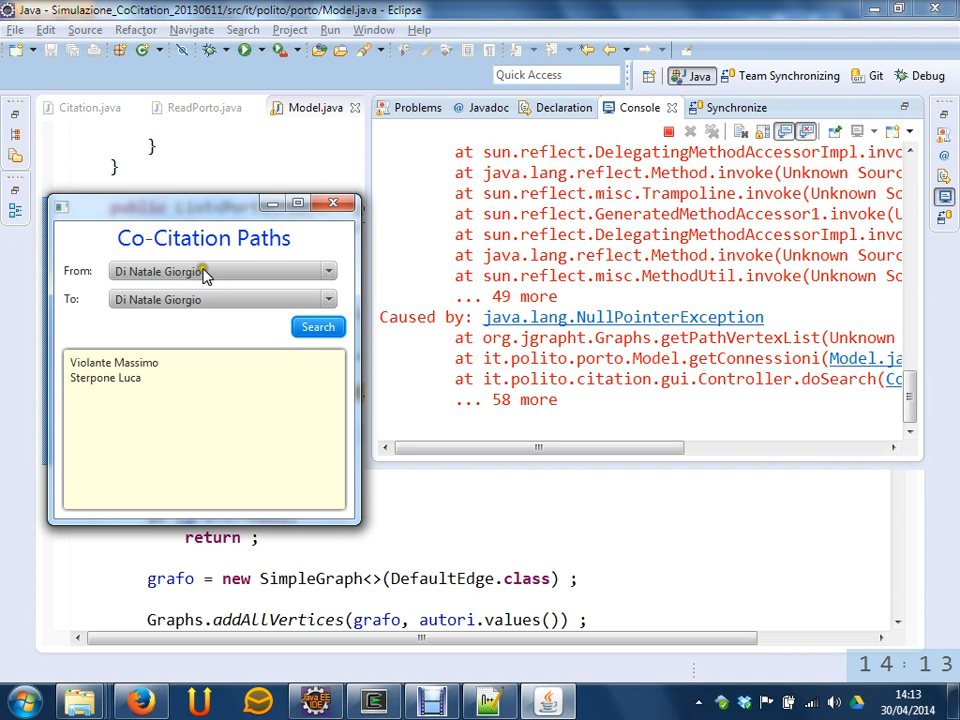 Java - Simulazione_CoCitation_20130611/src/it/polito/porto/Model.java - Eclipse
File Edit Source Refactor Navigate Search Project Run Window Help
Quick Access
Java Team Synchronizing Git Debug
Citation.java ReadPorto.java Model.java
Problems @ Javadoc Declaration Console Synchronize
}
}
at sun.reflect.DelegatingMethodAccessorImpl.invo
at java.lang.reflect.Method.invoke(Unknown Sourc
at sun.reflect.misc.Trampoline.invoke(Unknown So
at sun.reflect.GeneratedMethodAccessor1.invoke(U
at sun.reflect.DelegatingMethodAccessorImpl.invo
at java.lang.reflect.Method.invoke(Unknown Sourc
at sun.reflect.misc.MethodUtil.invoke(Unknown So
... 49 more
Caused by: java.lang.NullPointerException
at org.jgrapht.Graphs.getPathVertexList(Unknown
at it.polito.porto.Model.getConnessioni(Model.ja
at it.polito.citation.gui.Controller.doSearch(Co
... 58 more
Co-Citation Paths
From: Di Natale Giorgio
To: Di Natale Giorgio
Search
Violante Massimo
Sterpone Luca
return ;
grafo = new SimpleGraph<>(DefaultEdge.class) ;
Graphs.addAllVertices(grafo, autori.values()) ;
14:13
14:13
30/04/2014